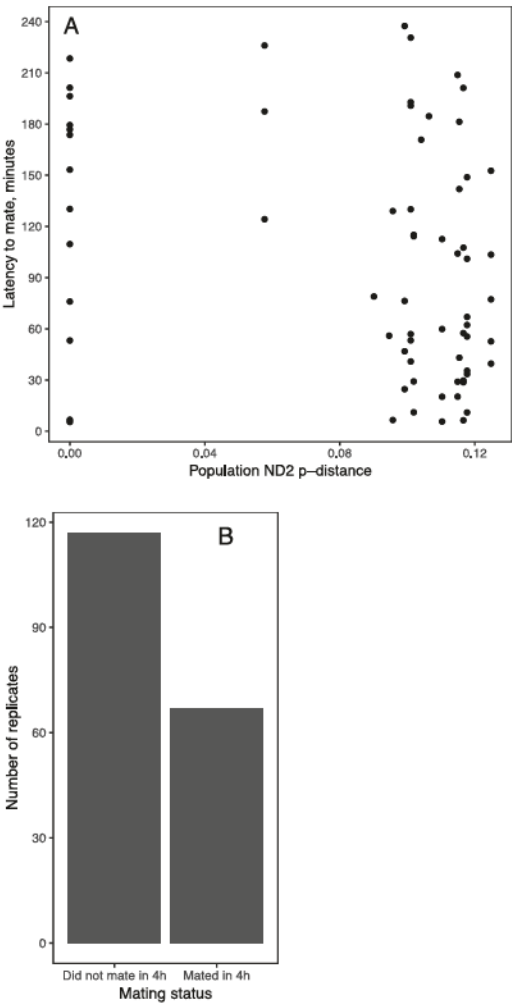 A
240
210
180
150
120
90
60
30
0
Latency to mate, minutes
0.00 0.04 0.08 0.12
Population ND2 p–distance
B
120
90
60
30
0
Number of replicates
Did not mate in 4h Mated in 4h
Mating status